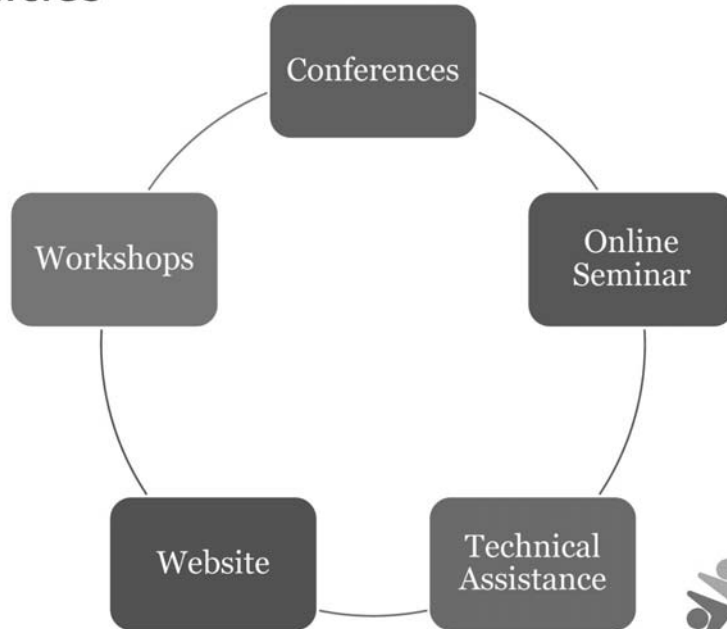 Conferences
Online
Seminar
Technical
Assistance
Website
Workshops